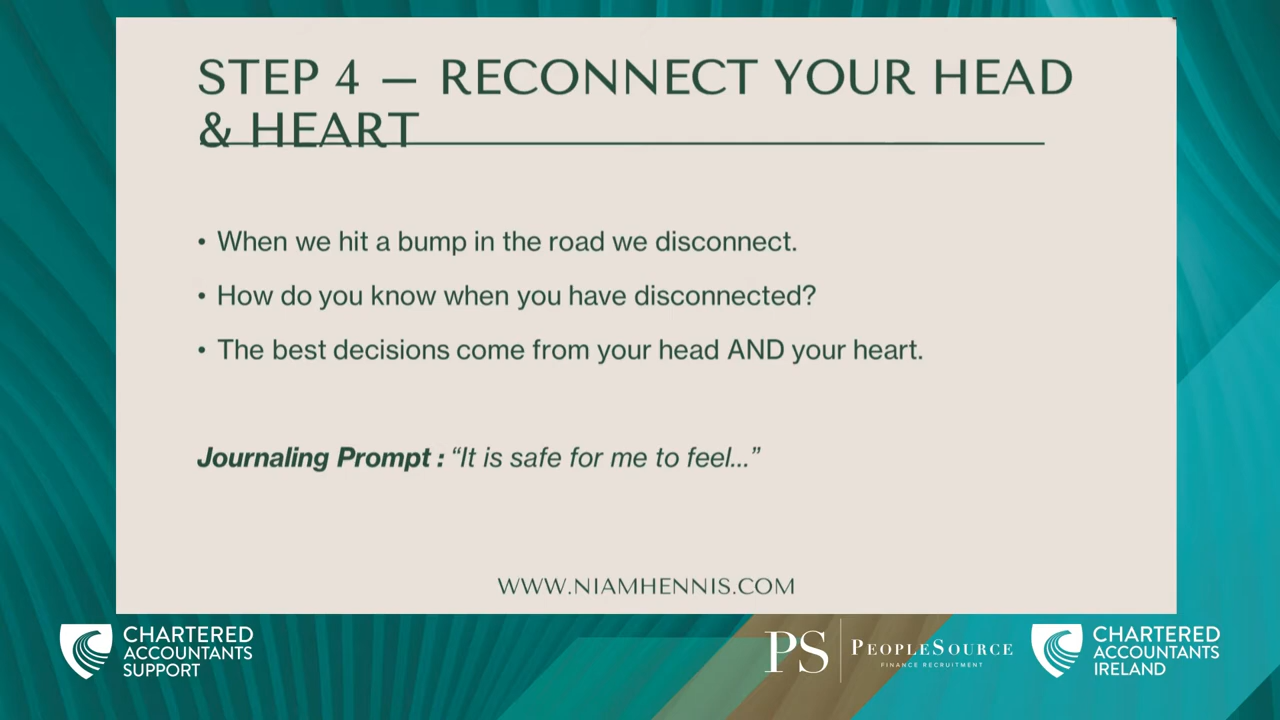 STEP 4 – RECONNECT YOUR HEAD
& HEART
• When we hit a bump in the road we disconnect.
• How do you know when you have disconnected?
• The best decisions come from your head AND your heart.
Journaling Prompt : “It is safe for me to feel...”
WWW.NIAMHENNIS.COM
CHARTERED
ACCOUNTANTS
SUPPORT
PS
PEOPLESOURCE
FINANCE RECRUITMENT
CHARTERED
ACCOUNTANTS
IRELAND